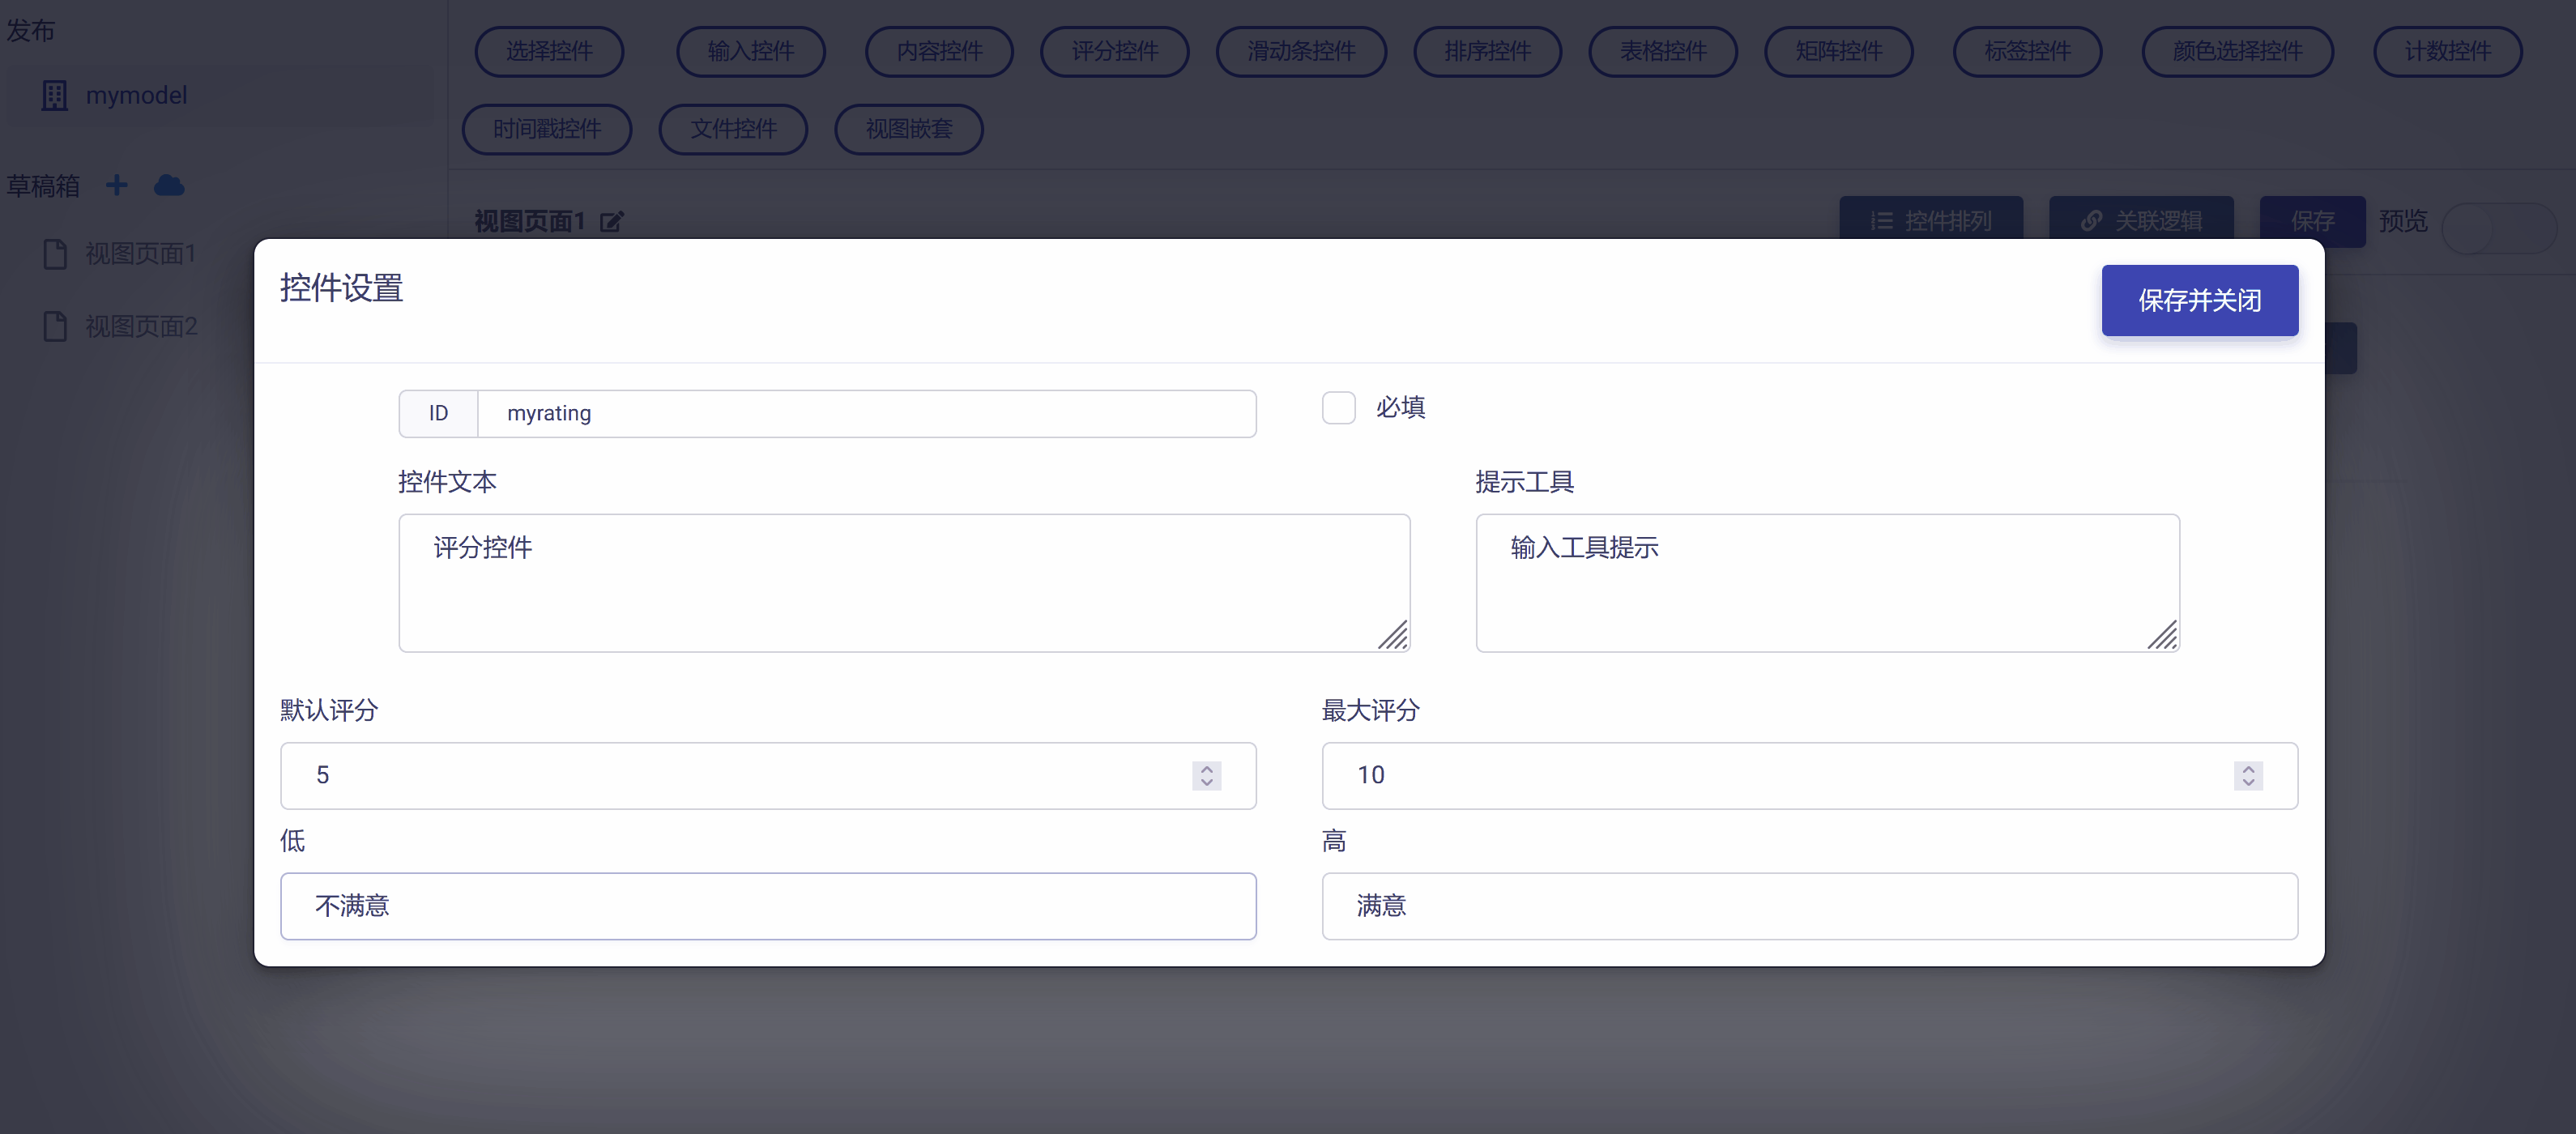 发布
mymodel
草稿箱
视图页面1
视图页面2
选择控件 输入控件 内容控件 评分控件 滑动条控件 排序控件 表格控件 矩阵控件 标签控件 颜色选择控件 计数控件
时间戳控件 文件控件 视图嵌套
视图页面1 控件排列 关联逻辑 保存 预览
控件设置 保存并关闭
ID myrating 必填
控件文本 提示工具
评分控件 输入工具提示
默认评分 最大评分
5 10
低 高
不满意 满意